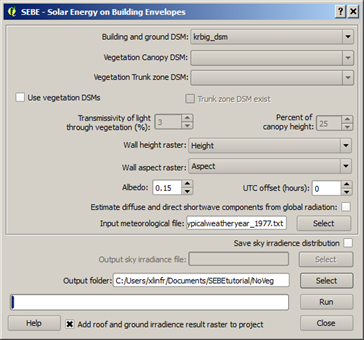 SEBE - Solar Energy on Building Envelopes
Building and ground DSM: krbig_dsm
Vegetation Canopy DSM:
Vegetation Trunk zone DSM:
Use vegetation DSMs Trunk zone DSM exist
Transmissivity of light through vegetation (%): 3 Percent of canopy height: 25
Wall height raster: Height
Wall aspect raster: Aspect
Albedo: 0.15 UTC offset (hours): 0
Estimate diffuse and direct shortwave components from global radiation:
Input meteorological file: ypicalweatheryear_1977.txt Select
Save sky irradiance distribution
Output sky irradiance file: Select
Output folder: C:/Users/xlinfr/Documents/SEBEtutorial/NoVeg Select
Run
Help Add roof and ground irradiance result raster to project Close